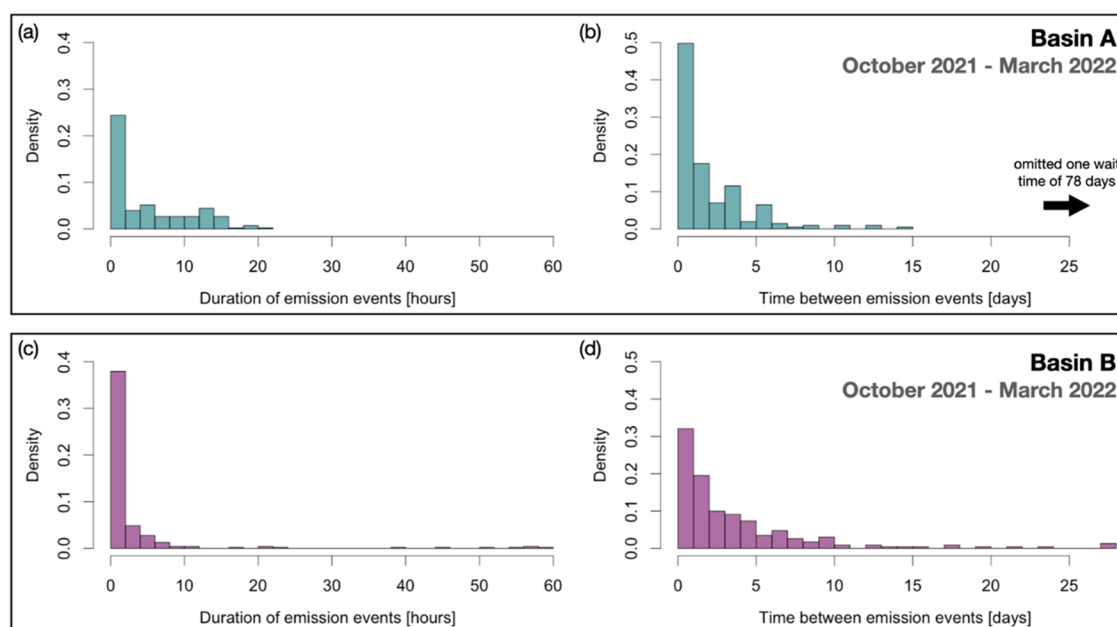 (a)
0.4
0.3
0.2
0.1
0.0
Density
0 10 20 30 40 50 60
Duration of emission events [hours]
(b)
Basin A
October 2021 - March 2022
0.5
0.4
0.3
0.2
0.1
0.0
Density
omitted one wait
time of 78 days
0 5 10 15 20 25
Time between emission events [days]
(c)
0.4
0.3
0.2
0.1
0.0
Density
0 10 20 30 40 50 60
Duration of emission events [hours]
(d)
Basin B
October 2021 - March 2022
0.5
0.4
0.3
0.2
0.1
0.0
Density
0 5 10 15 20 25
Time between emission events [days]